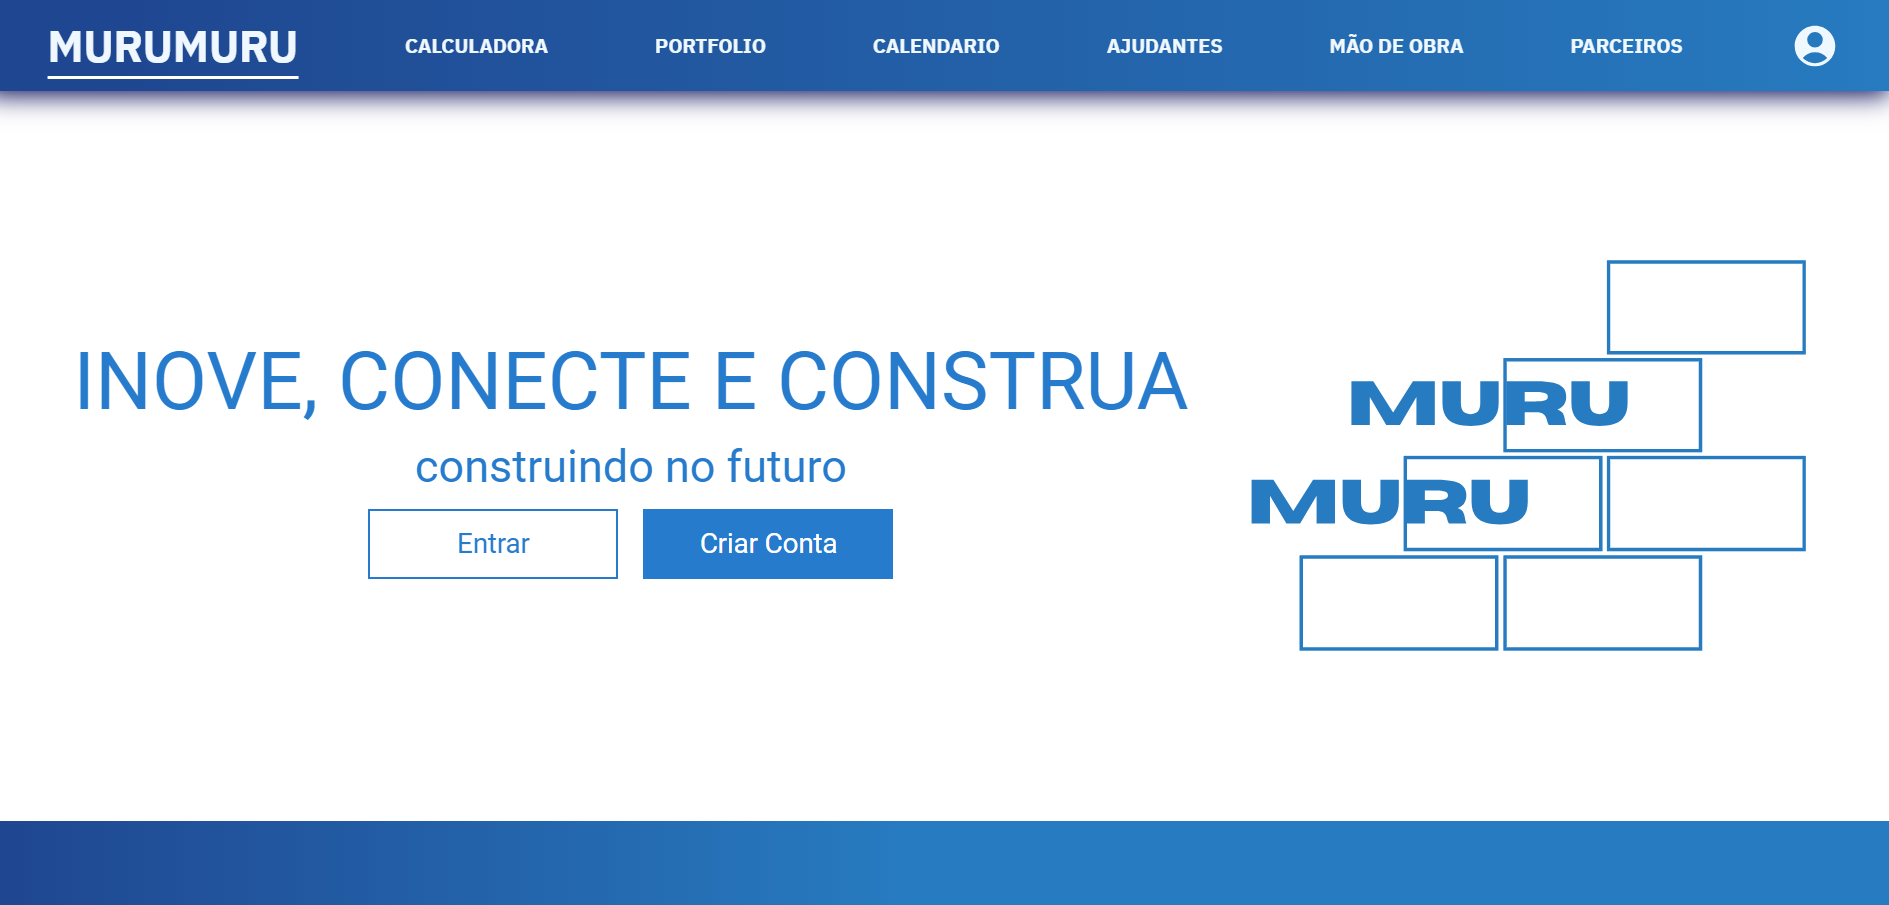 MURUMURU CALCULADORA PORTFOLIO CALENDARIO AJUDANTES MÃO DE OBRA PARCEIROS
INOVE, CONECTE E CONSTRUA
construindo no futuro
Entrar Criar Conta
MURU
MURU